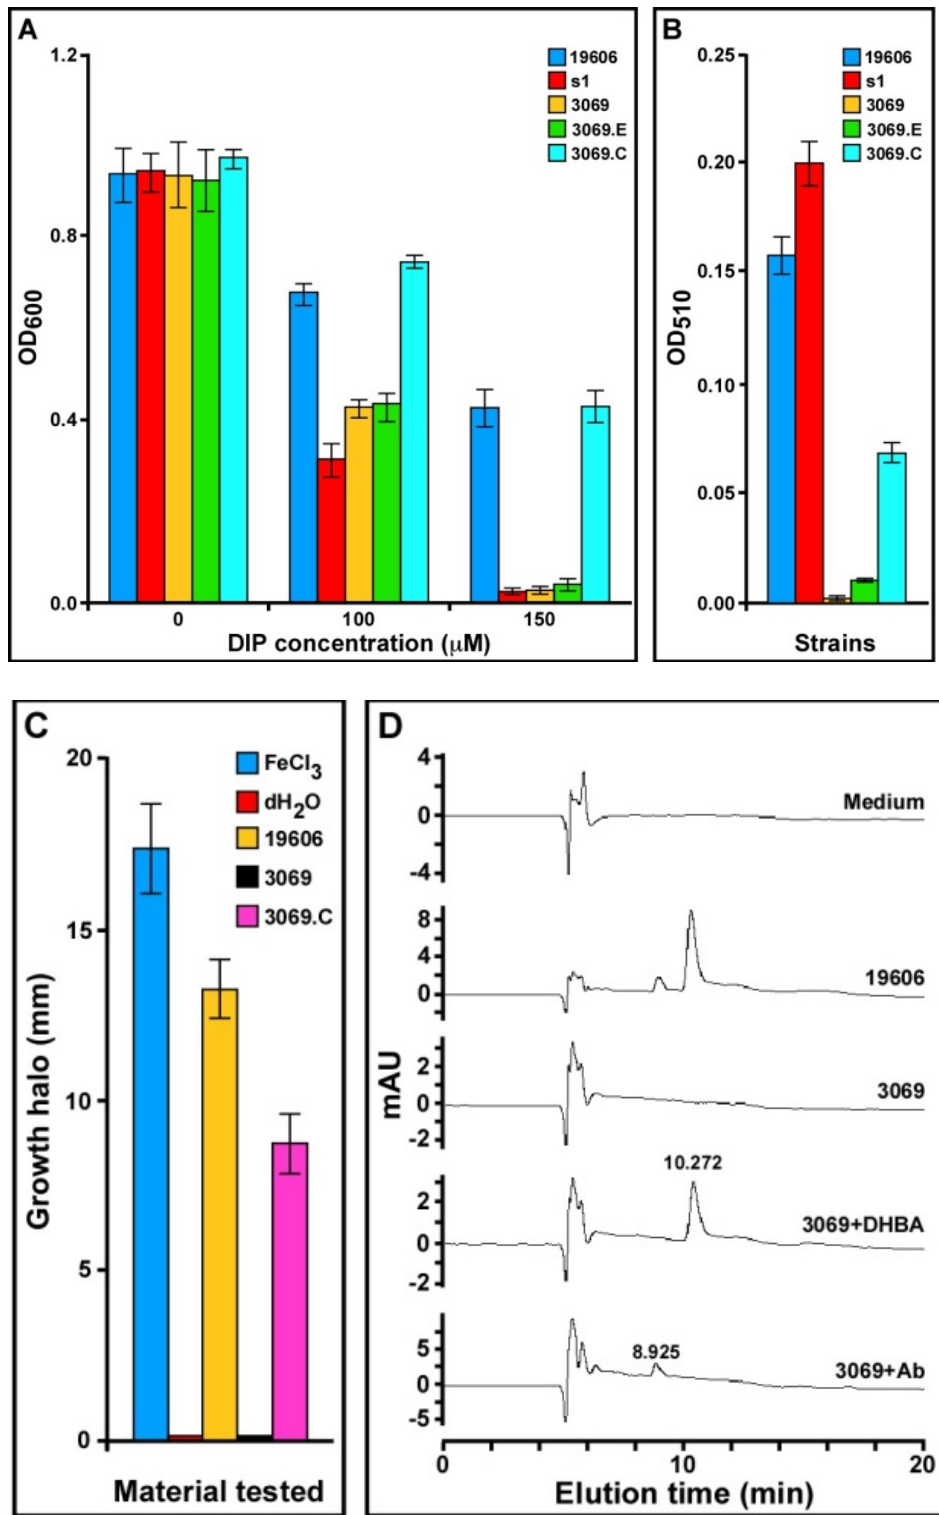 A
1.2
0.8
0.4
0.0
OD600
19606
s1
3069
3069.E
3069.C
0
100
150
DIP concentration (μM)
B
0.25
0.20
0.15
0.10
0.05
0.00
OD510
19606
s1
3069
3069.E
3069.C
Strains
C
20
15
10
5
0
Growth halo (mm)
FeCl3
dH2O
19606
3069
3069.C
Material tested
D
mAU
4
0
-4
Medium
8
4
0
19606
2
0
-2
3069
10.272
2
0
-2
3069+DHBA
8.925
5
0
-5
3069+Ab
0
10
20
Elution time (min)